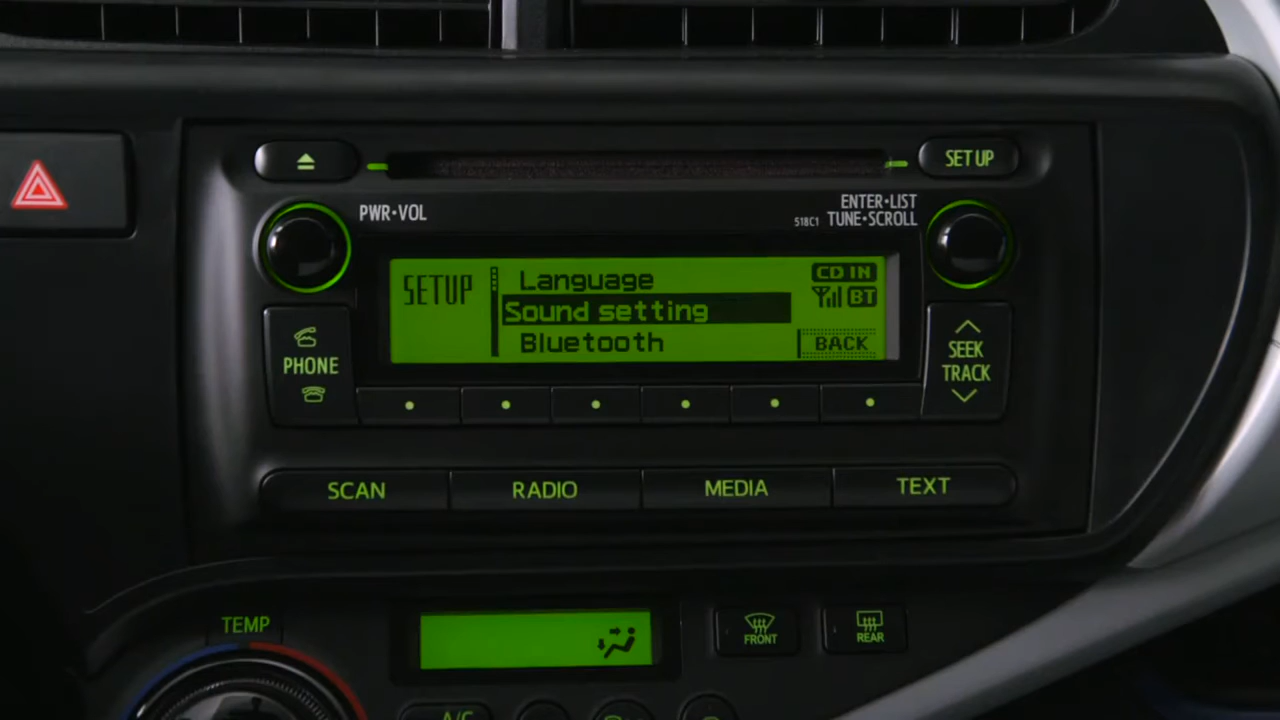 SET UP
PWR•VOL
ENTER•LIST
518C1 TUNE•SCROLL
SETUP
Language
Sound setting
Bluetooth
CD IN
BT
BACK
PHONE
SEEK
TRACK
SCAN
RADIO
MEDIA
TEXT
TEMP
FRONT
REAR
A/C